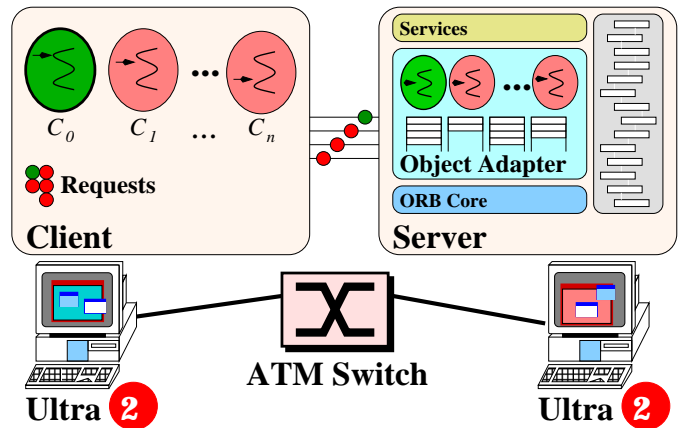 Services
C0 C1 ... Cn
Object Adapter
Requests
ORB Core
Client
Server
ATM Switch
Ultra 2
Ultra 2